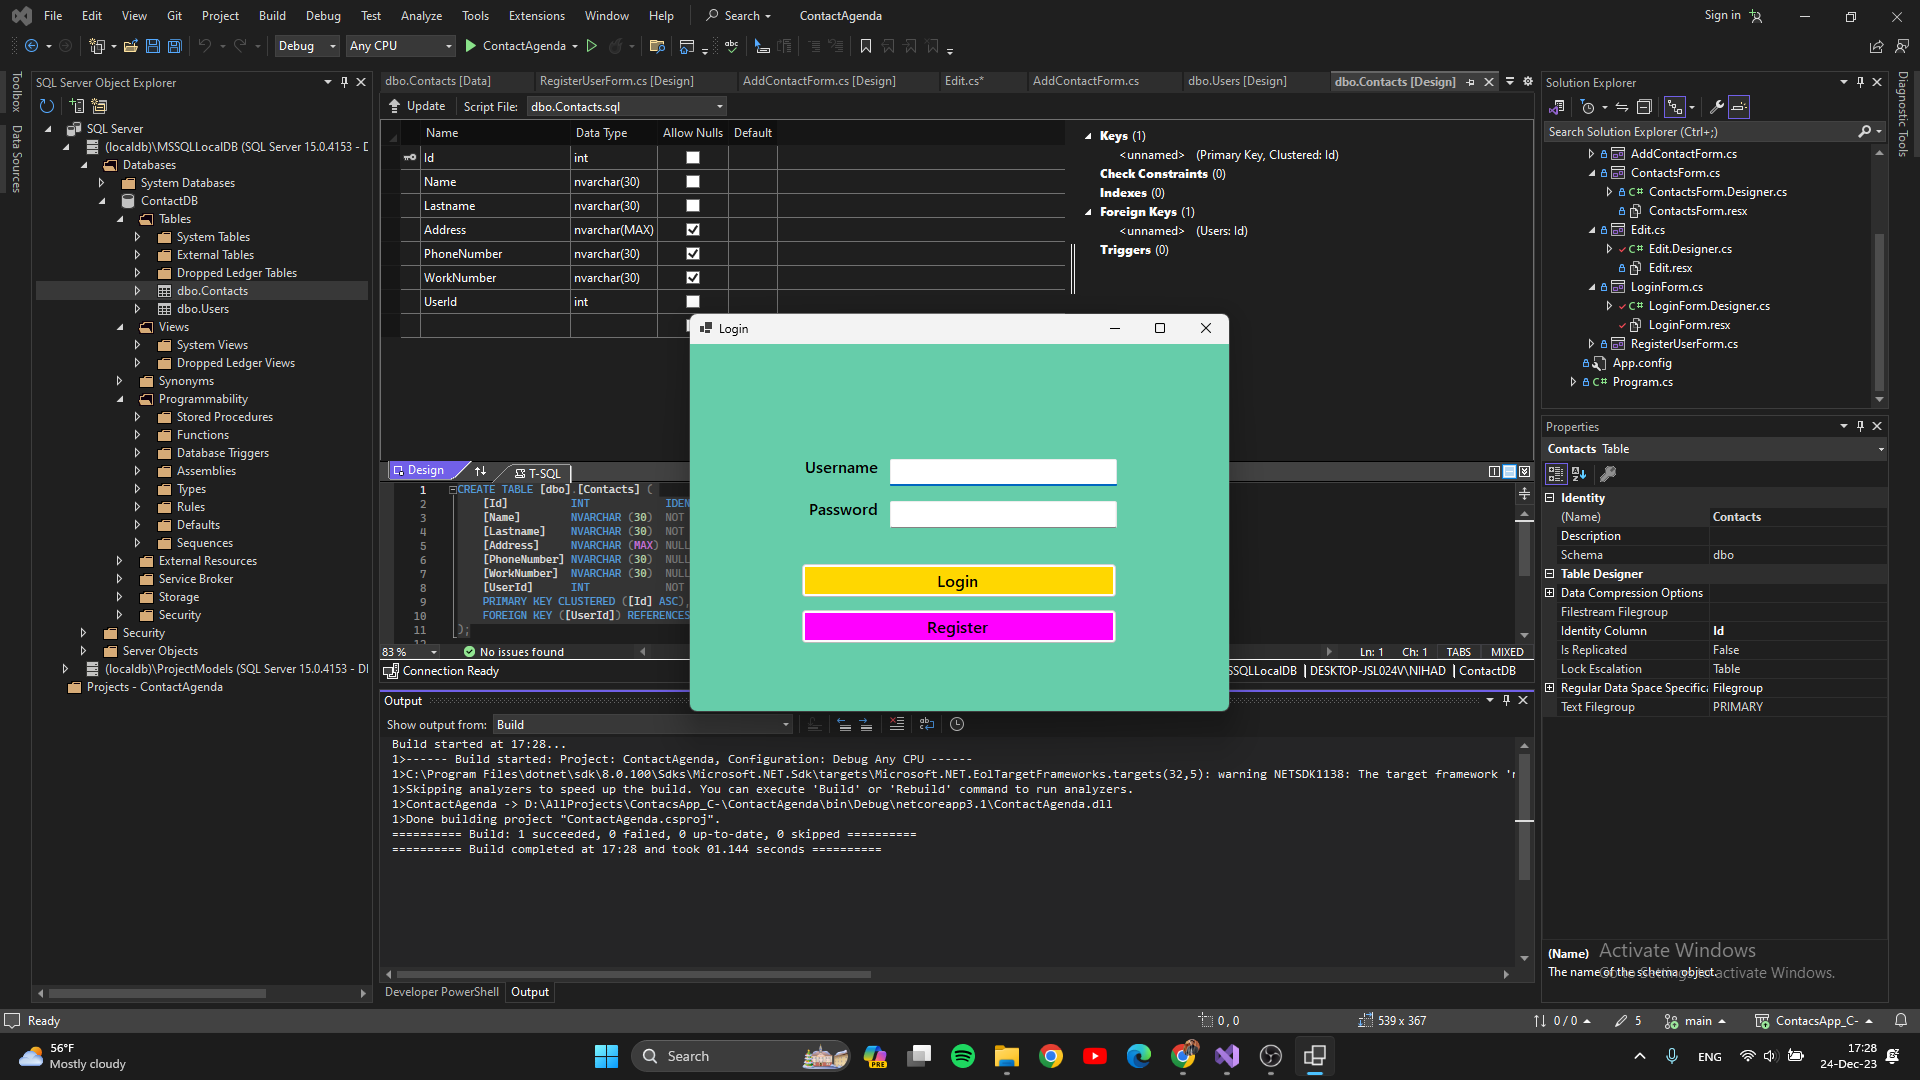 File Edit View Git Project Build Debug Test Analyze Tools Extensions Window Help Search ContactAgenda Sign in
Debug Any CPU ContactAgenda
SQL Server Object Explorer
SQL Server
(localdb)\MSSQLLocalDB (SQL Server 15.0.4153 - D
Databases
System Databases
ContactDB
Tables
System Tables
External Tables
Dropped Ledger Tables
dbo.Contacts
dbo.Users
Views
System Views
Dropped Ledger Views
Synonyms
Programmability
Stored Procedures
Functions
Database Triggers
Assemblies
Types
Rules
Defaults
Sequences
External Resources
Service Broker
Storage
Security
Security
Server Objects
(localdb)\ProjectModels (SQL Server 15.0.4153 - DI
Projects - ContactAgenda
Toolbox
Data Sources
dbo.Contacts [Data] RegisterUserForm.cs [Design] AddContactForm.cs [Design] Edit.cs* AddContactForm.cs dbo.Users [Design] dbo.Contacts [Design]
Update Script File: dbo.Contacts.sql
Name Data Type Allow Nulls Default
Id int
Name nvarchar(30)
Lastname nvarchar(30)
Address nvarchar(MAX)
PhoneNumber nvarchar(30)
WorkNumber nvarchar(30)
UserId int
Keys (1)
<unnamed> (Primary Key, Clustered: Id)
Check Constraints (0)
Indexes (0)
Foreign Keys (1)
<unnamed> (Users: Id)
Triggers (0)
Login
Username
Password
Login
Register
Design T-SQL
1 CREATE TABLE [dbo].[Contacts] (
2 [Id] INT IDEN
3 [Name] NVARCHAR (30) NOT
4 [Lastname] NVARCHAR (30) NOT
5 [Address] NVARCHAR (MAX) NULL
6 [PhoneNumber] NVARCHAR (30) NULL
7 [WorkNumber] NVARCHAR (30) NULL
8 [UserId] INT NOT
9 PRIMARY KEY CLUSTERED ([Id] ASC),
10 FOREIGN KEY ([UserId]) REFERENCES
11 );
83 % No issues found Ln: 1 Ch: 1 TABS MIXED
Connection Ready SSQLLocalDB DESKTOP-JSL024V\NIHAD ContactDB
Output
Show output from: Build
Build started at 17:28...
1>------ Build started: Project: ContactAgenda, Configuration: Debug Any CPU ------
1>C:\Program Files\dotnet\sdk\8.0.100\Sdks\Microsoft.NET.Sdk\targets\Microsoft.NET.EolTargetFrameworks.targets(32,5): warning NETSDK1138: The target framework 'n
1>Skipping analyzers to speed up the build. You can execute 'Build' or 'Rebuild' command to run analyzers.
1>ContactAgenda -> D:\AllProjects\ContacsApp_C-\ContactAgenda\bin\Debug\netcoreapp3.1\ContactAgenda.dll
1>Done building project "ContactAgenda.csproj".
========== Build: 1 succeeded, 0 failed, 0 up-to-date, 0 skipped ==========
========== Build completed at 17:28 and took 01.144 seconds ==========
Developer PowerShell Output
Solution Explorer
Search Solution Explorer (Ctrl+;)
AddContactForm.cs
ContactsForm.cs
C# ContactsForm.Designer.cs
ContactsForm.resx
Edit.cs
C# Edit.Designer.cs
Edit.resx
LoginForm.cs
C# LoginForm.Designer.cs
LoginForm.resx
RegisterUserForm.cs
App.config
C# Program.cs
Diagnostic Tools
Properties
Contacts Table
Identity
(Name) Contacts
Description
Schema dbo
Table Designer
Data Compression Options
Filestream Filegroup
Identity Column Id
Is Replicated False
Lock Escalation Table
Regular Data Space Specifica Filegroup
Text Filegroup PRIMARY
(Name)
The name of the schema object.
Activate Windows
Go to Settings to activate Windows.
Ready 0 , 0 539 x 367 0 / 0 5 main ContacsApp_C-
56°F
Mostly cloudy
Search
PRE
ENG
17:28
24-Dec-23